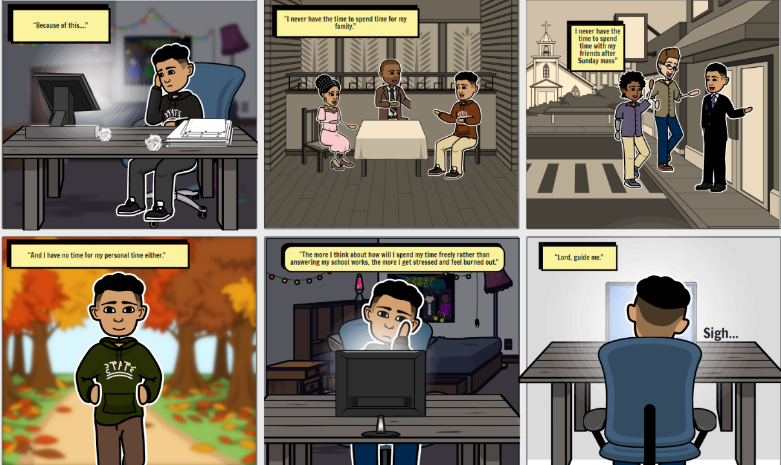 "Because of this...."
"I never have the time to spend time for my
family."
I never have the
time to spend
time with my
friends after
Sunday mass"
"And I have no time for my personal time either."
"The more I think about how will I spend my time freely rather than
answering my school works, the more I get stressed and feel burned out."
"Lord, guide me."
Sigh...